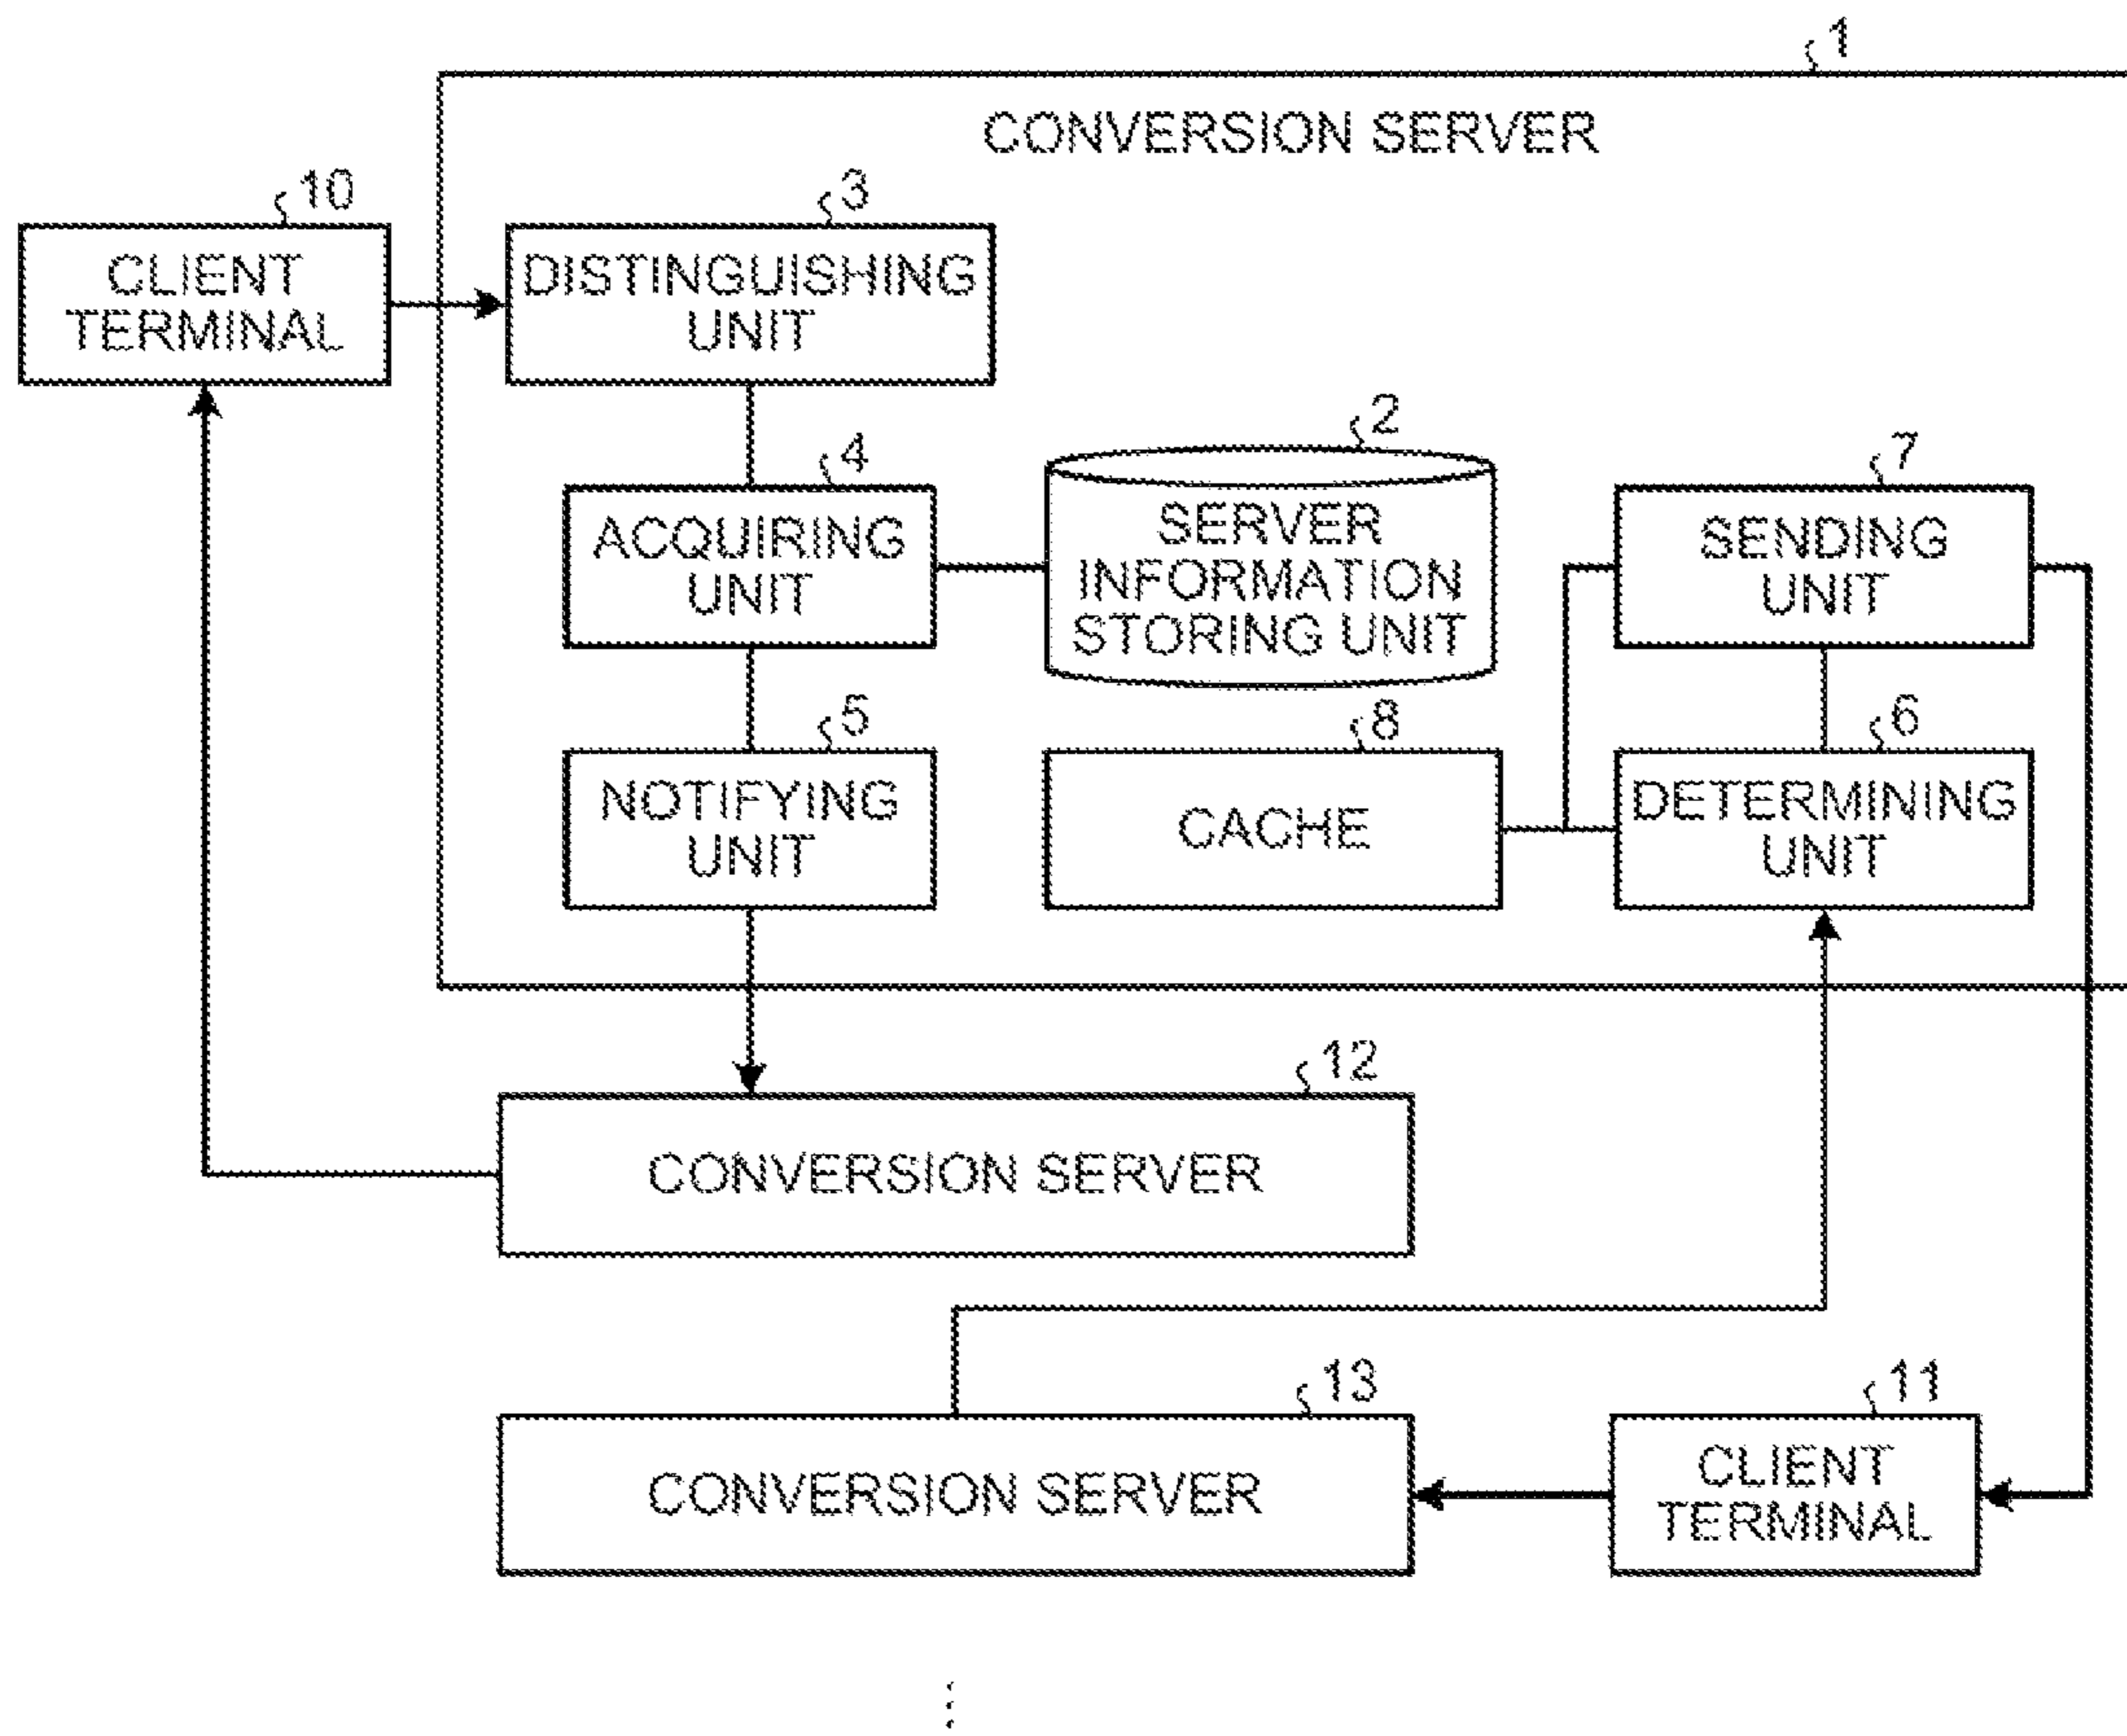 1
CONVERSION SERVER
10
CLIENT
TERMINAL
3
DISTINGUISHING
UNIT
4
ACQUIRING
UNIT
2
SERVER
INFORMATION
STORING UNIT
7
SENDING
UNIT
5
NOTIFYING
UNIT
8
CACHE
6
DETERMINING
UNIT
12
CONVERSION SERVER
13
CONVERSION SERVER
11
CLIENT
TERMINAL